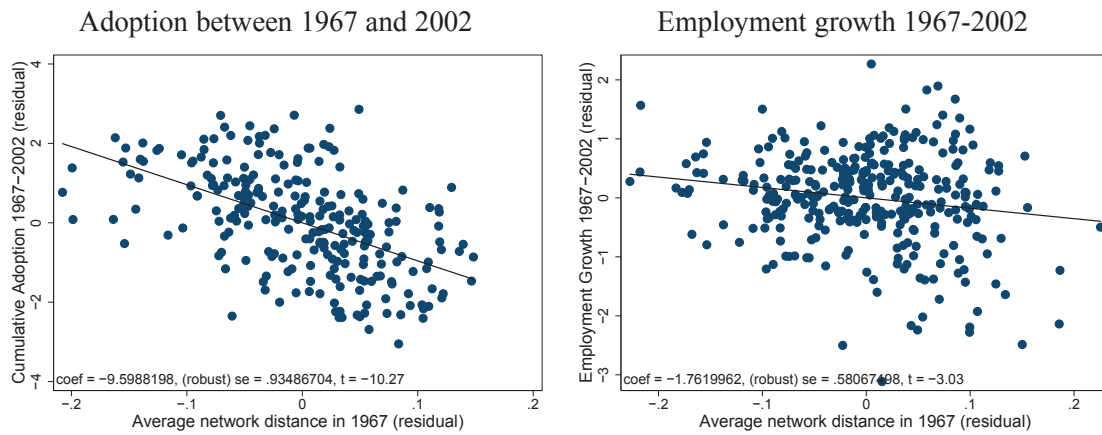 Adoption between 1967 and 2002
Cumulative Adoption 1967−2002 (residual)
4
2
0
−2
−4
coef = −9.5988198, (robust) se = .93486704, t = −10.27
−.2
−.1
0
.1
.2
Average network distance in 1967 (residual)
Employment growth 1967-2002
Employment Growth 1967−2002 (residual)
2
1
0
−1
−2
−3
coef = −1.7619962, (robust) se = .58067498, t = −3.03
−.2
−.1
0
.1
.2
Average network distance in 1967 (residual)